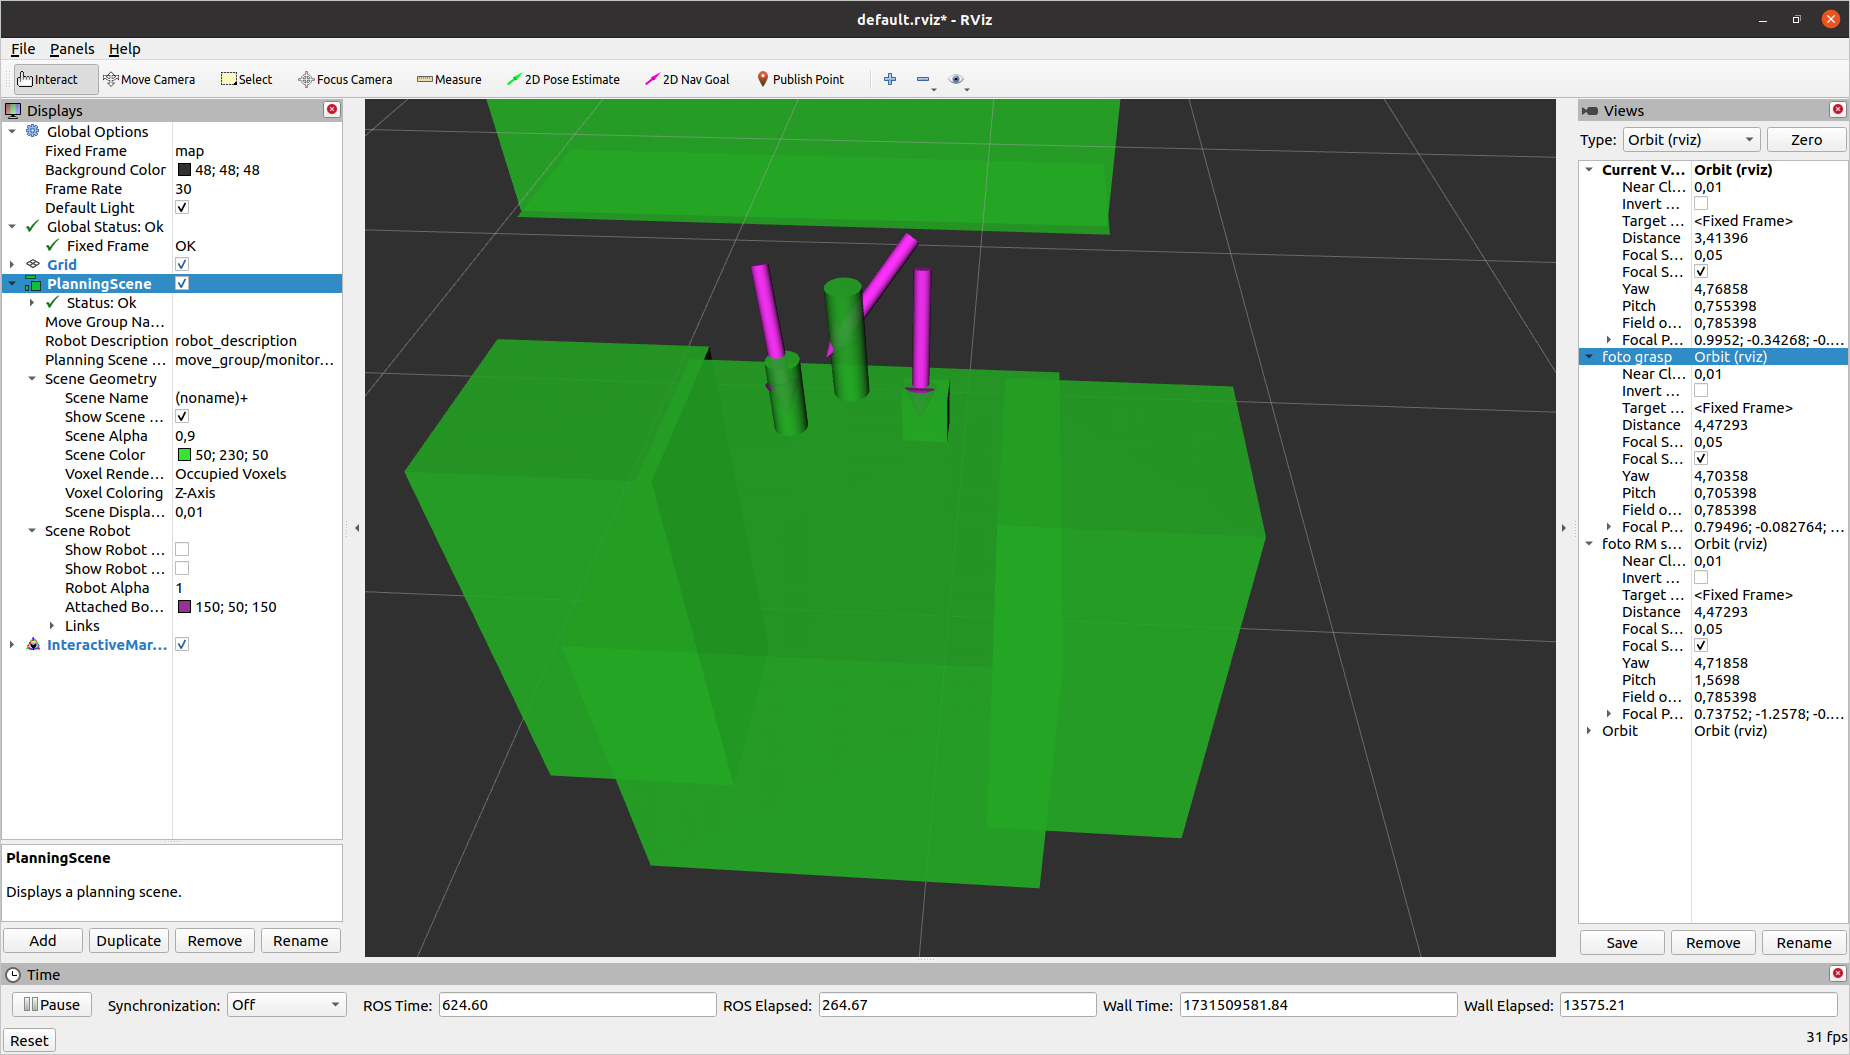 default.rviz* - RViz
File Panels Help
Interact Move Camera Select Focus Camera Measure 2D Pose Estimate 2D Nav Goal Publish Point
Displays
Global Options
Fixed Frame map
Background Color 48; 48; 48
Frame Rate 30
Default Light
Global Status: Ok
Fixed Frame OK
Grid
PlanningScene
Status: Ok
Move Group Na...
Robot Description robot_description
Planning Scene ... move_group/monitor...
Scene Geometry
Scene Name (noname)+
Show Scene ...
Scene Alpha 0,9
Scene Color 50; 230; 50
Voxel Rende... Occupied Voxels
Voxel Coloring Z-Axis
Scene Displa... 0,01
Scene Robot
Show Robot ...
Show Robot ...
Robot Alpha 1
Attached Bo... 150; 50; 150
Links
InteractiveMar...
PlanningScene
Displays a planning scene.
Add Duplicate Remove Rename
Views
Type: Orbit (rviz) Zero
Current V... Orbit (rviz)
Near Cl... 0,01
Invert ...
Target ... <Fixed Frame>
Distance 3,41396
Focal S... 0,05
Focal S...
Yaw 4,76858
Pitch 0,755398
Field o... 0,785398
Focal P... 0.9952; -0.34268; -0....
foto grasp Orbit (rviz)
Near Cl... 0,01
Invert ...
Target ... <Fixed Frame>
Distance 4,47293
Focal S... 0,05
Focal S...
Yaw 4,70358
Pitch 0,705398
Field o... 0,785398
Focal P... 0.79496; -0.082764; ...
foto RM s... Orbit (rviz)
Near Cl... 0,01
Invert ...
Target ... <Fixed Frame>
Distance 4,47293
Focal S... 0,05
Focal S...
Yaw 4,71858
Pitch 1,5698
Field o... 0,785398
Focal P... 0.73752; -1.2578; -0....
Orbit Orbit (rviz)
Save Remove Rename
Time
Pause Synchronization: Off ROS Time: 624.60 ROS Elapsed: 264.67 Wall Time: 1731509581.84 Wall Elapsed: 13575.21
Reset 31 fps